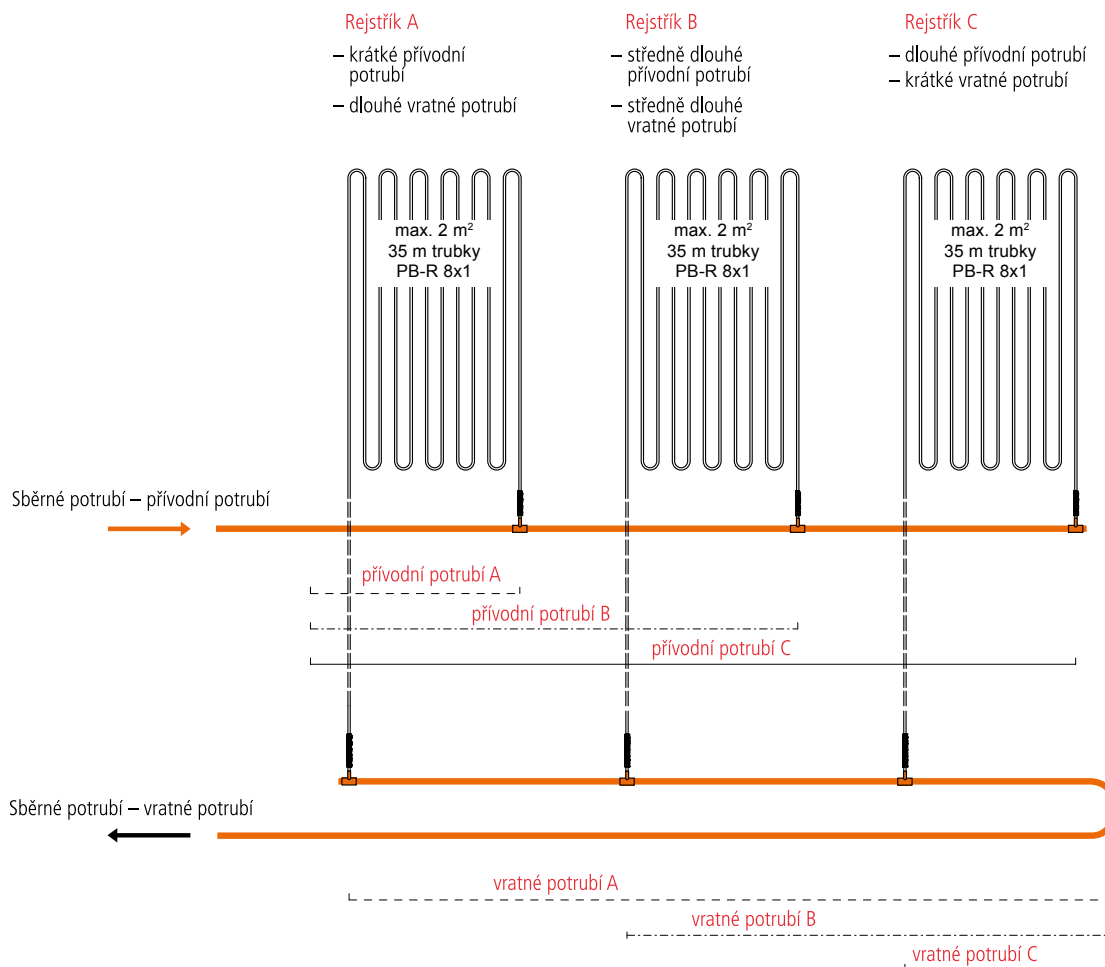 Rejstřík A
– krátké přívodní
potrubí
– dlouhé vratné potrubí
Rejstřík B
– středně dlouhé
přívodní potrubí
– středně dlouhé
vratné potrubí
Rejstřík C
– dlouhé přívodní potrubí
– krátké vratné potrubí
max. 2 m²
35 m trubky
PB-R 8x1
max. 2 m²
35 m trubky
PB-R 8x1
max. 2 m²
35 m trubky
PB-R 8x1
Sběrné potrubí – přívodní potrubí
přívodní potrubí A
přívodní potrubí B
přívodní potrubí C
Sběrné potrubí – vratné potrubí
vratné potrubí A
vratné potrubí B
vratné potrubí C